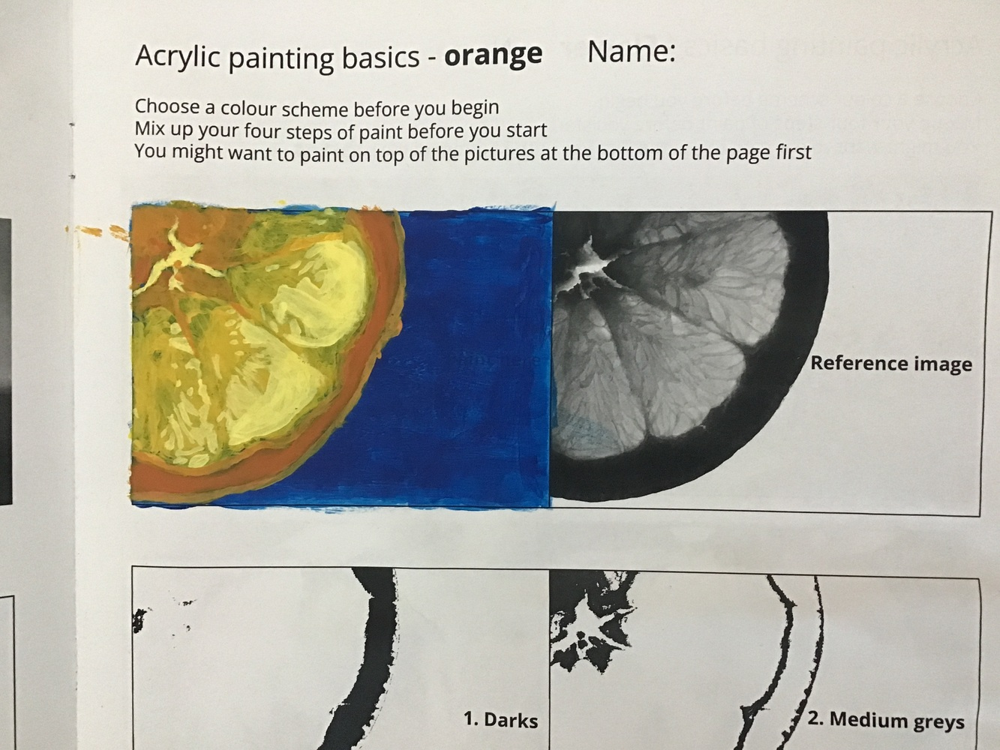 Acrylic painting basics - orange Name:
Choose a colour scheme before you begin
Mix up your four steps of paint before you start
You might want to paint on top of the pictures at the bottom of the page first
Reference image
1. Darks
2. Medium greys